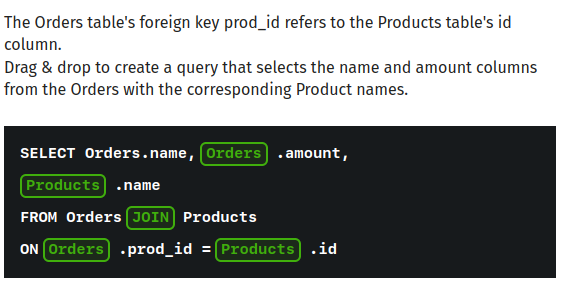 The Orders table's foreign key prod_id refers to the Products table's id
column.
Drag & drop to create a query that selects the name and amount columns
from the Orders with the corresponding Product names.
SELECT Orders.name, Orders .amount,
Products .name
FROM Orders JOIN Products
ON Orders .prod_id = Products .id